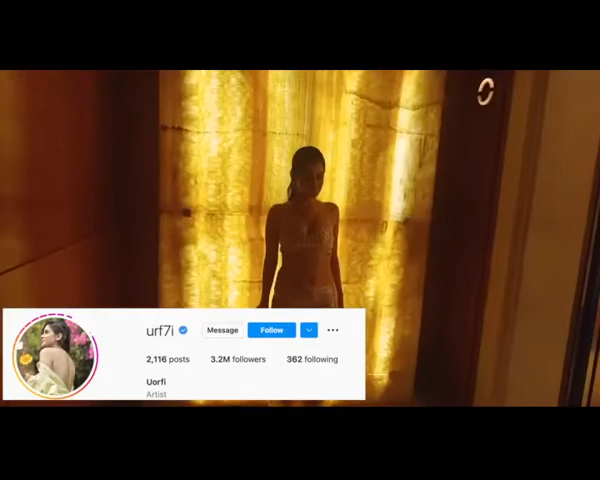 urf7i
Message
Follow
2,116 posts
3.2M followers
362 following
Uorfi
Artist